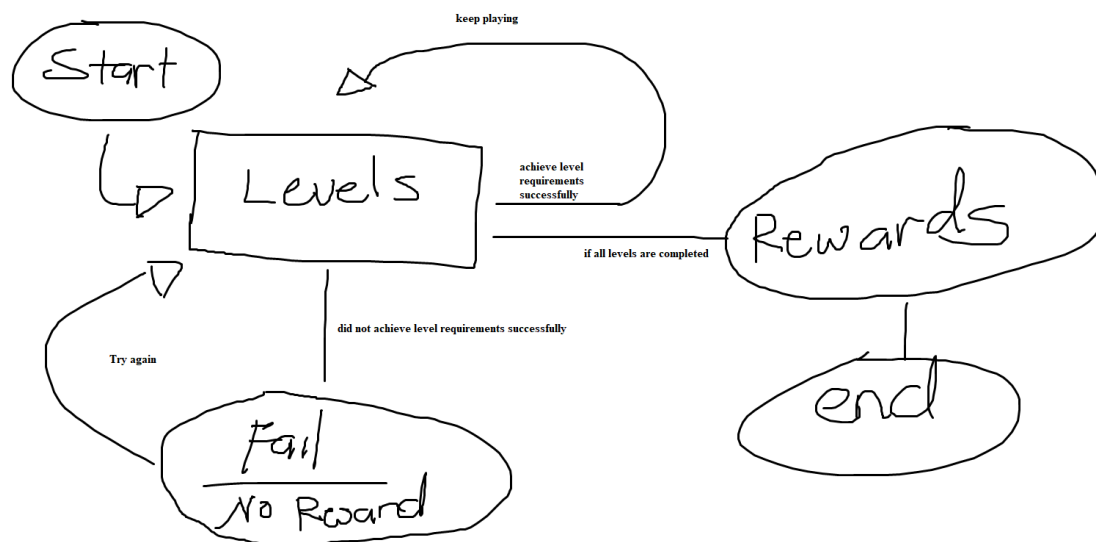 keep playing
Start
Levels
achieve level
requirements
successfully
Rewards
if all levels are completed
did not achieve level requirements successfully
Try again
end
Fail
No Reward